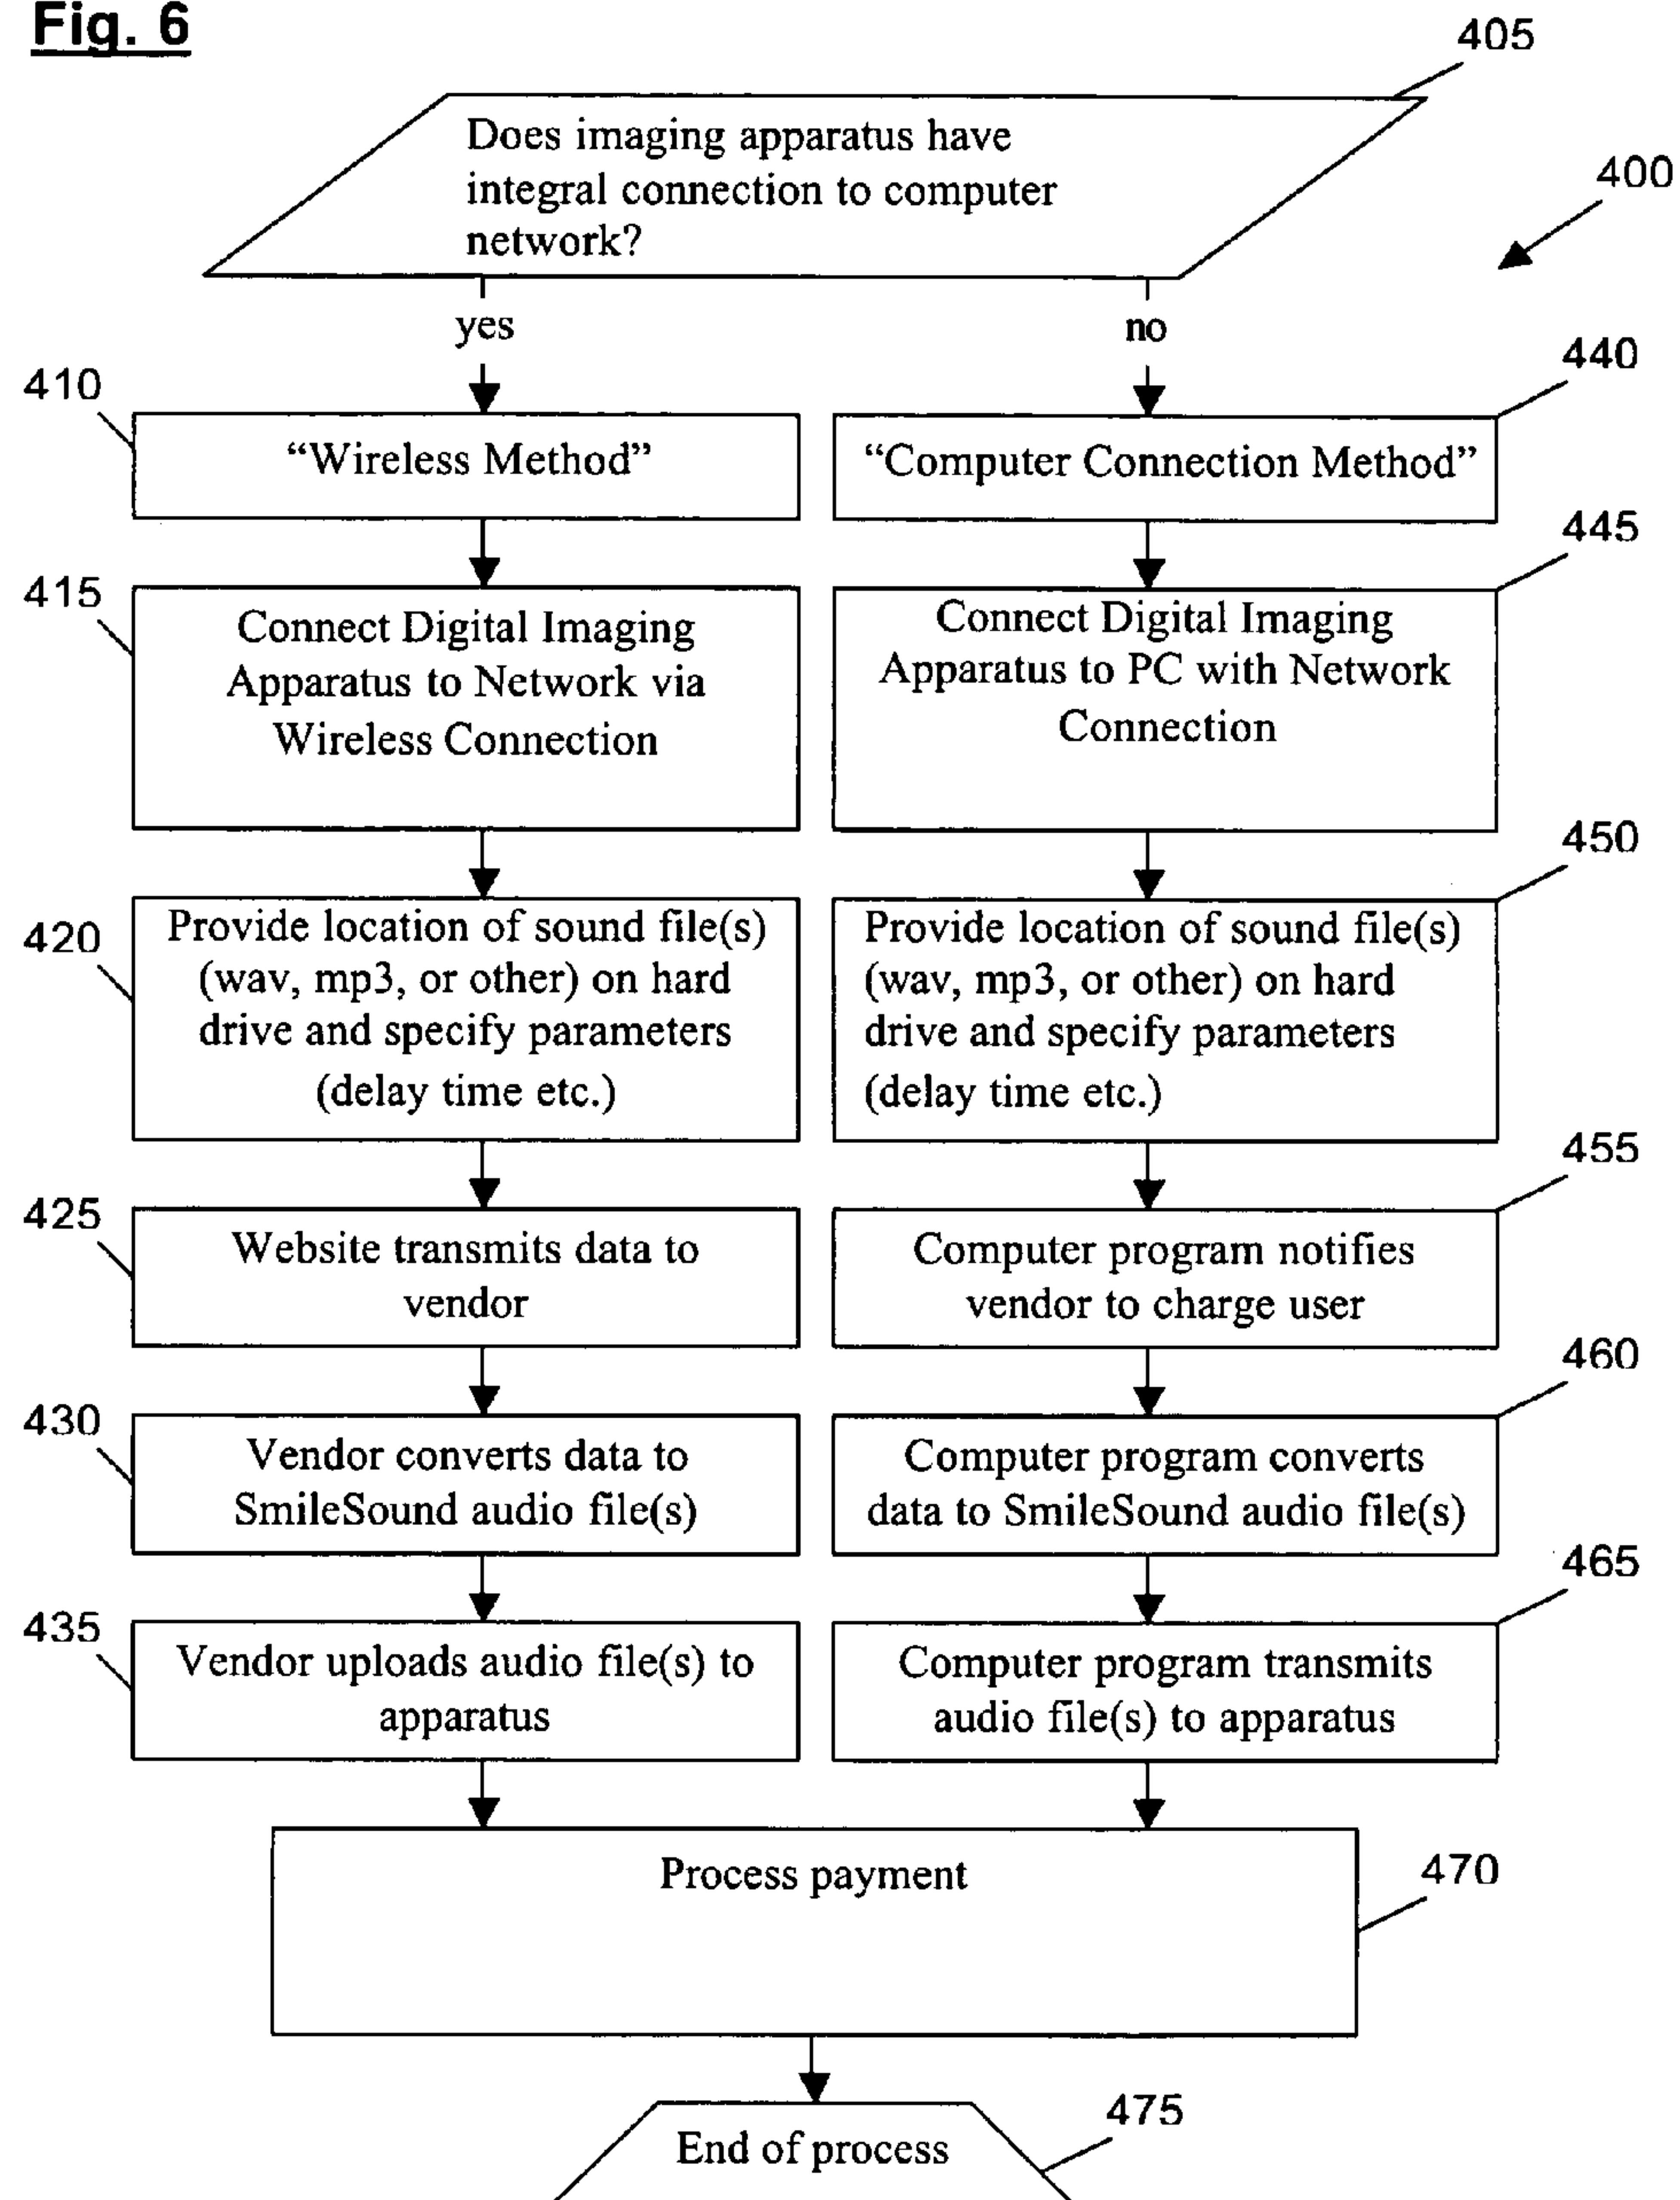 Fig. 6
405
Does imaging apparatus have
integral connection to computer
network?
400
yes
no
410
"Wireless Method"
440
"Computer Connection Method"
415
Connect Digital Imaging
Apparatus to Network via
Wireless Connection
445
Connect Digital Imaging
Apparatus to PC with Network
Connection
420
Provide location of sound file(s)
(wav, mp3, or other) on hard
drive and specify parameters
(delay time etc.)
450
Provide location of sound file(s)
(wav, mp3, or other) on hard
drive and specify parameters
(delay time etc.)
425
Website transmits data to
vendor
455
Computer program notifies
vendor to charge user
430
Vendor converts data to
SmileSound audio file(s)
460
Computer program converts
data to SmileSound audio file(s)
435
Vendor uploads audio file(s) to
apparatus
465
Computer program transmits
audio file(s) to apparatus
Process payment
470
End of process
475